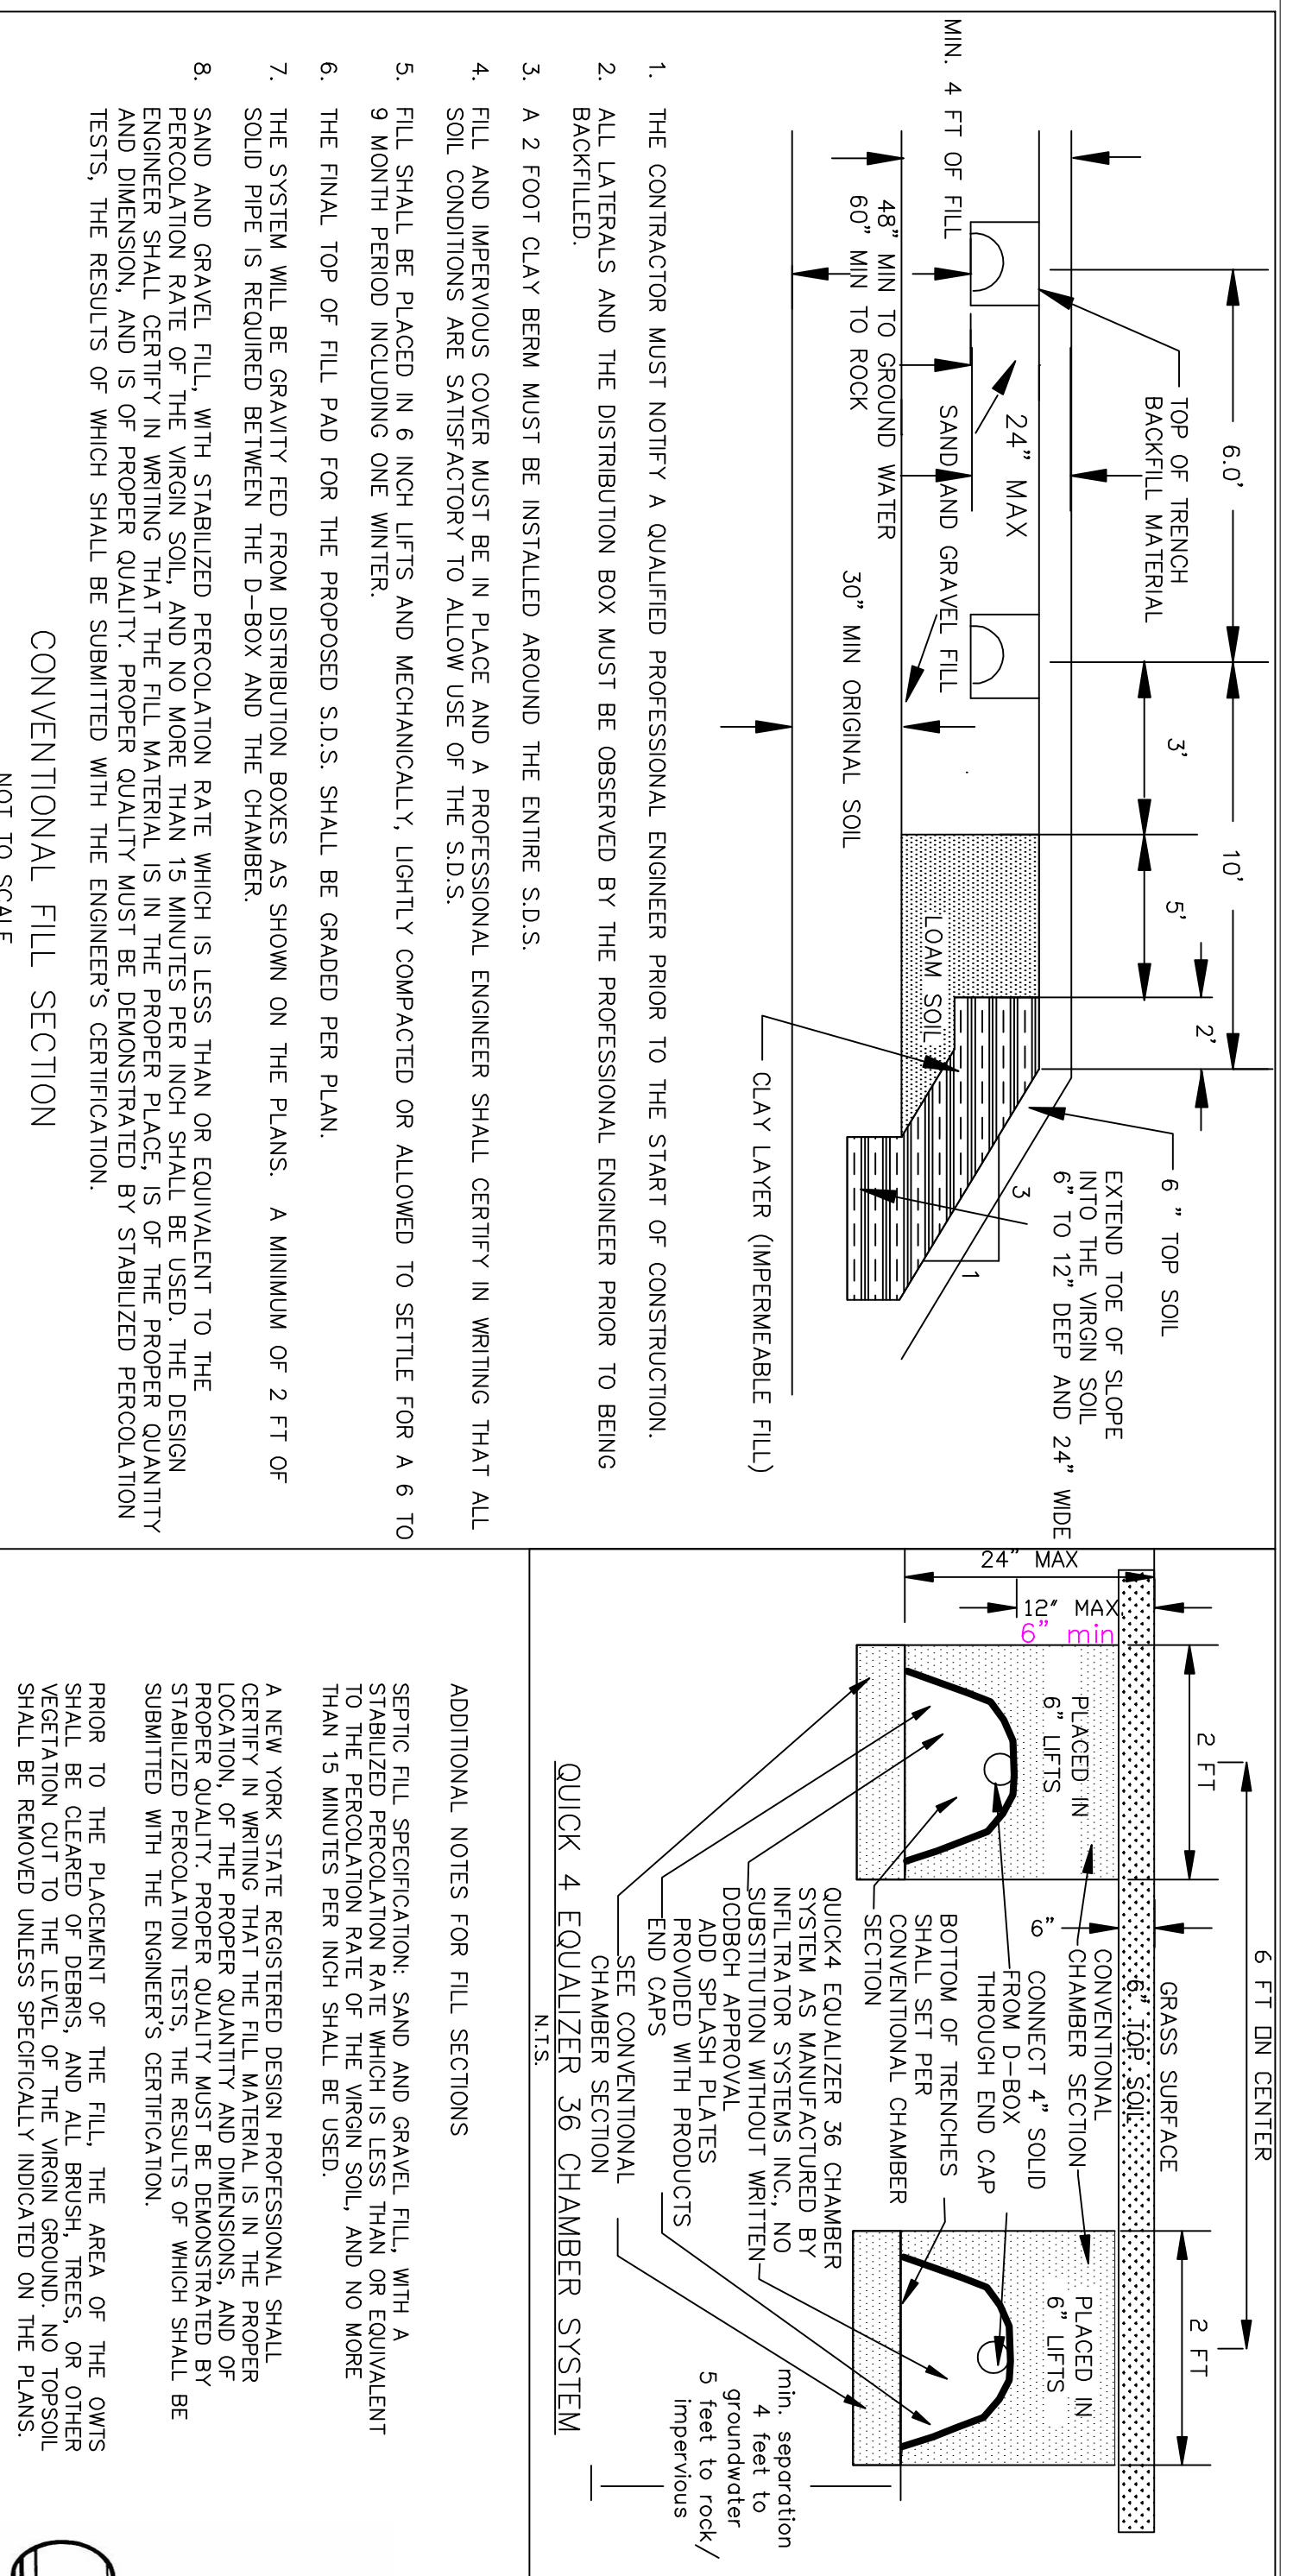 6.0'
10'
3'
5'
2'
TOP OF TRENCH
BACKFILL MATERIAL
6 " TOP SOIL
EXTEND TOE OF SLOPE
INTO THE VIRGIN SOIL
6" TO 12" DEEP AND 24" WIDE
24" MAX
3
1
MIN. 4 FT OF FILL
SAND AND GRAVEL FILL
LOAM SOIL
48" MIN TO GROUND WATER
60" MIN TO ROCK
30" MIN ORIGINAL SOIL
CLAY LAYER (IMPERMEABLE FILL)
1. THE CONTRACTOR MUST NOTIFY A QUALIFIED PROFESSIONAL ENGINEER PRIOR TO THE START OF CONSTRUCTION.
2. ALL LATERALS AND THE DISTRIBUTION BOX MUST BE OBSERVED BY THE PROFESSIONAL ENGINEER PRIOR TO BEING
BACKFILLED.
3. A 2 FOOT CLAY BERM MUST BE INSTALLED AROUND THE ENTIRE S.D.S.
4. FILL AND IMPERVIOUS COVER MUST BE IN PLACE AND A PROFESSIONAL ENGINEER SHALL CERTIFY IN WRITING THAT ALL
SOIL CONDITIONS ARE SATISFACTORY TO ALLOW USE OF THE S.D.S.
5. FILL SHALL BE PLACED IN 6 INCH LIFTS AND MECHANICALLY, LIGHTLY COMPACTED OR ALLOWED TO SETTLE FOR A 6 TO
9 MONTH PERIOD INCLUDING ONE WINTER.
6. THE FINAL TOP OF FILL PAD FOR THE PROPOSED S.D.S. SHALL BE GRADED PER PLAN.
7. THE SYSTEM WILL BE GRAVITY FED FROM DISTRIBUTION BOXES AS SHOWN ON THE PLANS. A MINIMUM OF 2 FT OF
SOLID PIPE IS REQUIRED BETWEEN THE D-BOX AND THE CHAMBER.
8. SAND AND GRAVEL FILL, WITH STABILIZED PERCOLATION RATE WHICH IS LESS THAN OR EQUIVALENT TO THE
PERCOLATION RATE OF THE VIRGIN SOIL, AND NO MORE THAN 15 MINUTES PER INCH SHALL BE USED. THE DESIGN
ENGINEER SHALL CERTIFY IN WRITING THAT THE FILL MATERIAL IS IN THE PROPER PLACE, IS OF THE PROPER QUANTITY
AND DIMENSION, AND IS OF PROPER QUALITY. PROPER QUALITY MUST BE DEMONSTRATED BY STABILIZED PERCOLATION
TESTS, THE RESULTS OF WHICH SHALL BE SUBMITTED WITH THE ENGINEER'S CERTIFICATION.
CONVENTIONAL FILL SECTION
NOT TO SCALE
6 FT ON CENTER
2 FT
2 FT
GRASS SURFACE
6" TOP SOIL
24" MAX
12" MAX
6" min
6"
PLACED IN
6" LIFTS
PLACED IN
6" LIFTS
CONVENTIONAL
CHAMBER SECTION
CONNECT 4" SOLID
FROM D-BOX
THROUGH END CAP
BOTTOM OF TRENCHES
SHALL SET PER
CONVENTIONAL CHAMBER
SECTION
QUICK4 EQUALIZER 36 CHAMBER
SYSTEM AS MANUFACTURED BY
INFILTRATOR SYSTEMS INC., NO
SUBSTITUTION WITHOUT WRITTEN
DCDBCH APPROVAL
ADD SPLASH PLATES
PROVIDED WITH PRODUCTS
END CAPS
SEE CONVENTIONAL
CHAMBER SECTION
min. separation
4 feet to
groundwater
5 feet to rock/
impervious
QUICK 4 EQUALIZER 36 CHAMBER SYSTEM
N.T.S.
ADDITIONAL NOTES FOR FILL SECTIONS
SEPTIC FILL SPECIFICATION: SAND AND GRAVEL FILL, WITH A
STABILIZED PERCOLATION RATE WHICH IS LESS THAN OR EQUIVALENT
TO THE PERCOLATION RATE OF THE VIRGIN SOIL, AND NO MORE
THAN 15 MINUTES PER INCH SHALL BE USED.
A NEW YORK STATE REGISTERED DESIGN PROFESSIONAL SHALL
CERTIFY IN WRITING THAT THE FILL MATERIAL IS IN THE PROPER
LOCATION, OF THE PROPER QUANTITY AND DIMENSIONS, AND OF
PROPER QUALITY. PROPER QUALITY MUST BE DEMONSTRATED BY
STABILIZED PERCOLATION TESTS, THE RESULTS OF WHICH SHALL BE
SUBMITTED WITH THE ENGINEER'S CERTIFICATION.
PRIOR TO THE PLACEMENT OF THE FILL, THE AREA OF THE OWTS
SHALL BE CLEARED OF DEBRIS, AND ALL BRUSH, TREES, OR OTHER
VEGETATION CUT TO THE LEVEL OF THE VIRGIN GROUND. NO TOPSOIL
SHALL BE REMOVED UNLESS SPECIFICALLY INDICATED ON THE PLANS.